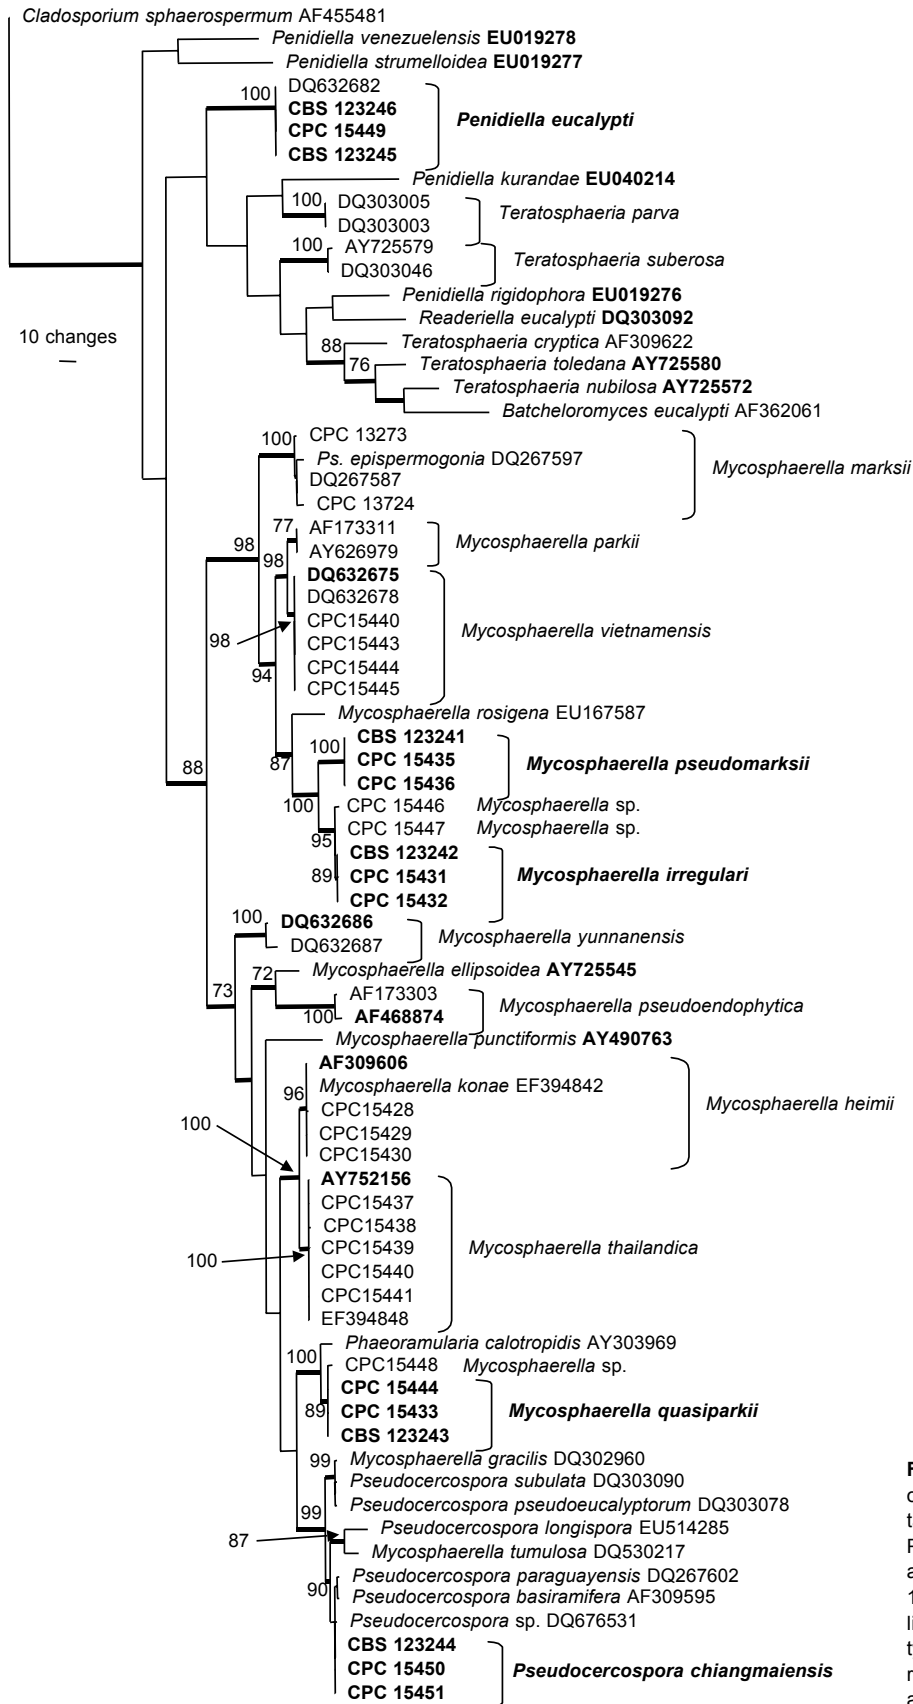 Cladosporium sphaerospermum AF455481
Penidiella venezuelensis EU019278
Penidiella strumelloidea EU019277
DQ632682
100
CBS 123246
Penidiella eucalypti
CPC 15449
CBS 123245
Penidiella kurandae EU040214
100
DQ303005
Teratosphaeria parva
DQ303003
100
AY725579
Teratosphaeria suberosa
DQ303046
Penidiella rigidophora EU019276
Readeriella eucalypti DQ303092
10 changes
88
Teratosphaeria cryptica AF309622
76
Teratosphaeria toledana AY725580
Teratosphaeria nubilosa AY725572
Batcheloromyces eucalypti AF362061
100
CPC 13273
Ps. epispermogonia DQ267597
Mycosphaerella marksii
DQ267587
CPC 13724
77
AF173311
98
Mycosphaerella parkii
98
AY626979
DQ632675
DQ632678
CPC15440
Mycosphaerella vietnamensis
98
CPC15443
CPC15444
94
CPC15445
Mycosphaerella rosigena EU167587
CBS 123241
100
CPC 15435
Mycosphaerella pseudomarksii
87
88
CPC 15436
100
CPC 15446
Mycosphaerella sp.
CPC 15447
Mycosphaerella sp.
95
CBS 123242
89
CPC 15431
Mycosphaerella irregulari
CPC 15432
100
DQ632686
Mycosphaerella yunnanensis
DQ632687
72
Mycosphaerella ellipsoidea AY725545
73
AF173303
Mycosphaerella pseudoendophytica
100
AF468874
Mycosphaerella punctiformis AY490763
AF309606
96
Mycosphaerella konae EF394842
Mycosphaerella heimii
CPC15428
100
CPC15429
CPC15430
AY752156
CPC15437
CPC15438
CPC15439
Mycosphaerella thailandica
100
CPC15440
CPC15441
EF394848
Phaeoramularia calotropidis AY303969
100
CPC15448
Mycosphaerella sp.
CPC 15444
89
CPC 15433
Mycosphaerella quasiparkii
CBS 123243
99
Mycosphaerella gracilis DQ302960
Pseudocercospora subulata DQ303090
99
Pseudocercospora pseudoeucalyptorum DQ303078
87
Pseudocercospora longispora EU514285
Mycosphaerella tumulosa DQ530217
Pseudocercospora paraguayensis DQ267602
90
Pseudocercospora basiramifera AF309595
Pseudocercospora sp. DQ676531
CBS 123244
CPC 15450
Pseudocercospora chiangmaiensis
CPC 15451